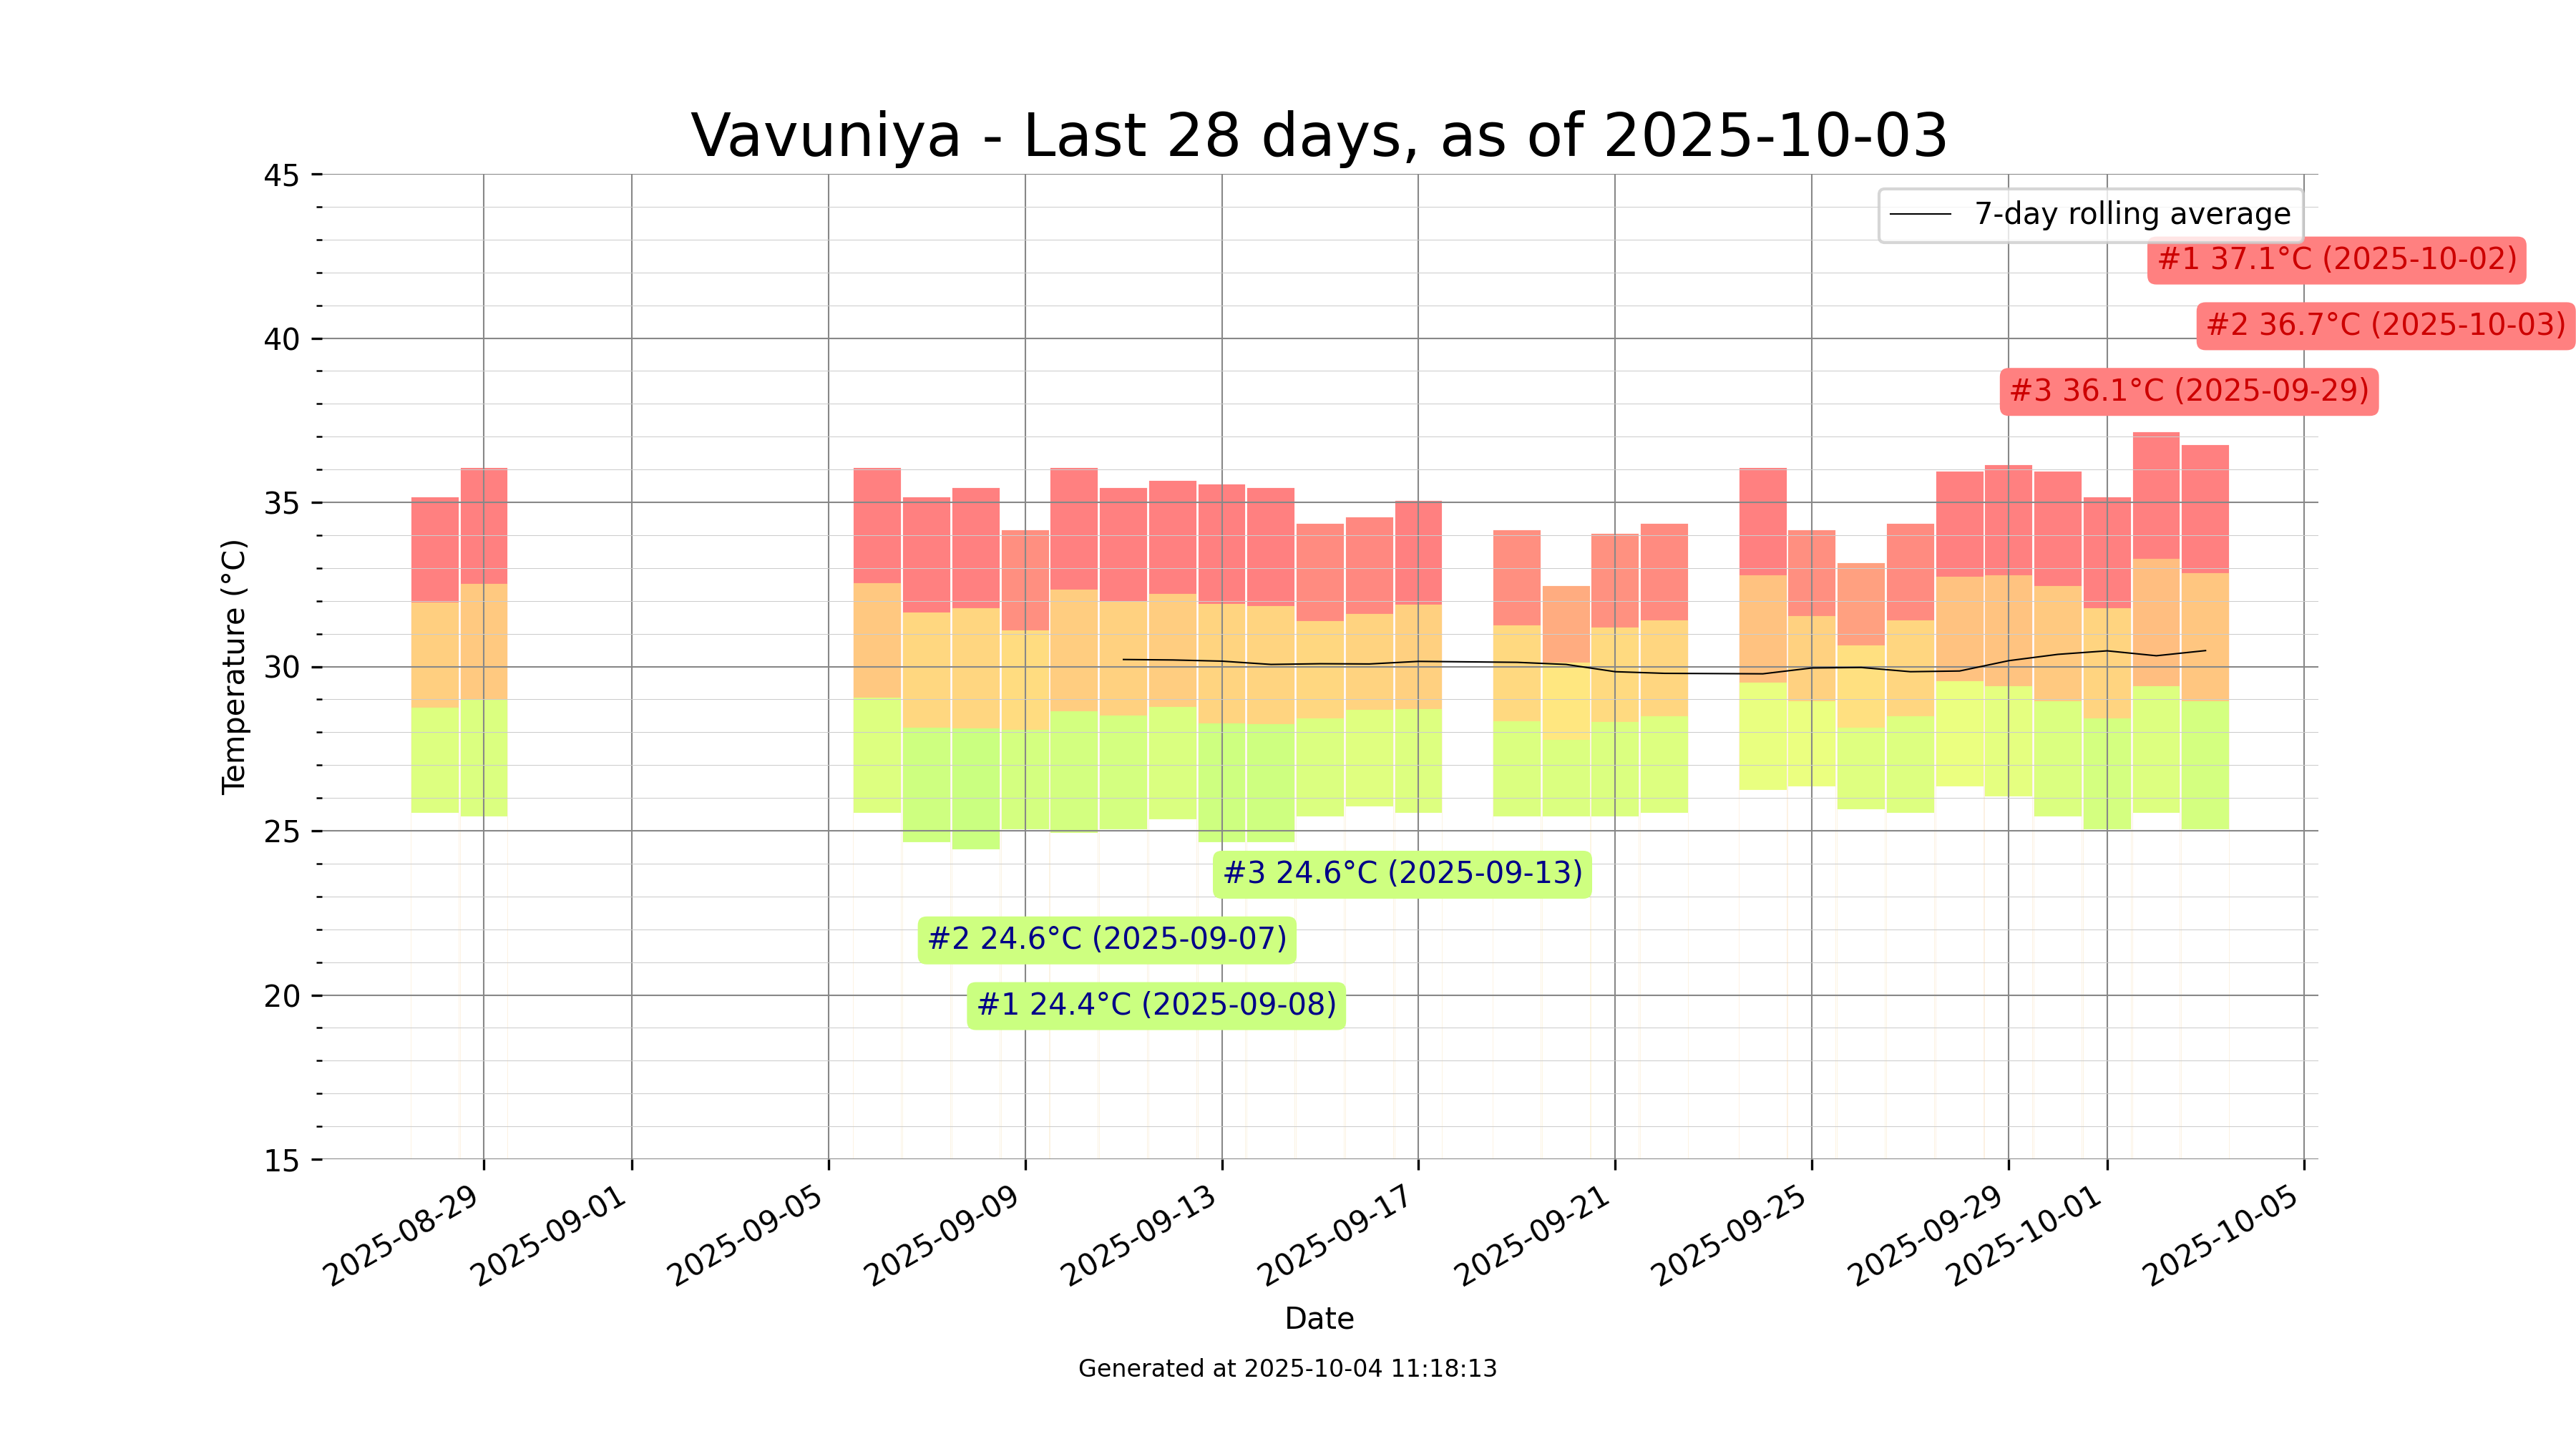 Vavuniya - Last 28 days, as of 2025-10-03
45
40
35
30
25
20
15
Temperature (°C)
7-day rolling average
#1 37.1°C (2025-10-02)
#2 36.7°C (2025-10-03)
#3 36.1°C (2025-09-29)
#3 24.6°C (2025-09-13)
#2 24.6°C (2025-09-07)
#1 24.4°C (2025-09-08)
2025-08-29
2025-09-01
2025-09-05
2025-09-09
2025-09-13
2025-09-17
2025-09-21
2025-09-25
2025-09-29
2025-10-01
2025-10-05
Date
Generated at 2025-10-04 11:18:13